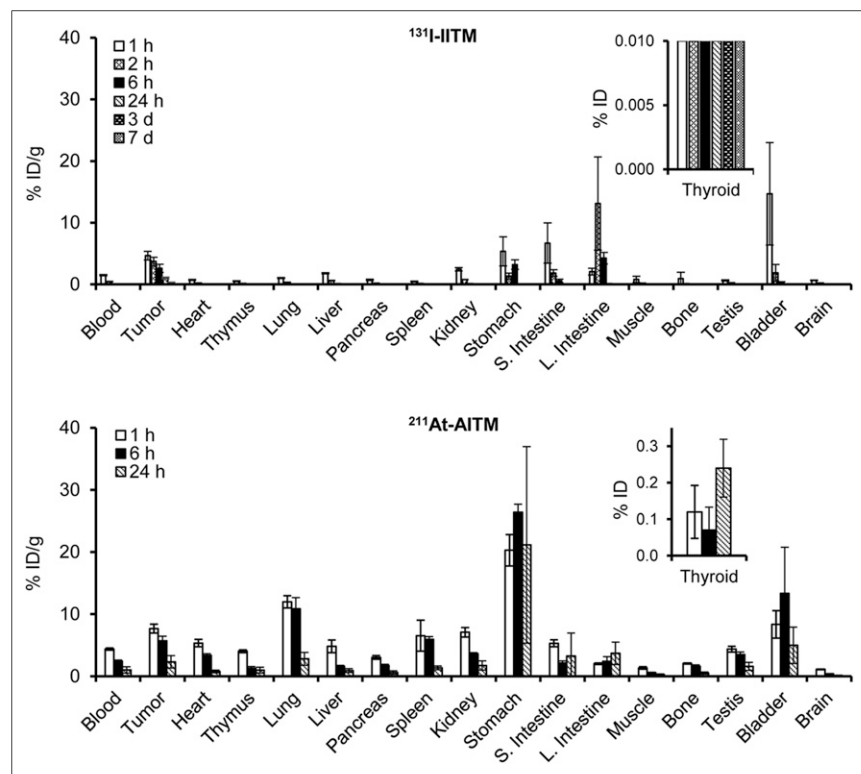 ¹³¹I-IITM
40
30
20
10
0
% ID/g
1 h
2 h
6 h
24 h
3 d
7 d
0.010
0.005
0.000
% ID
Thyroid
Blood
Tumor
Heart
Thymus
Lung
Liver
Pancreas
Spleen
Kidney
Stomach
S. Intestine
L. Intestine
Muscle
Bone
Testis
Bladder
Brain
²¹¹At-AITM
40
30
20
10
0
% ID/g
1 h
6 h
24 h
0.3
0.2
0.1
0.0
% ID
Thyroid
Blood
Tumor
Heart
Thymus
Lung
Liver
Pancreas
Spleen
Kidney
Stomach
S. Intestine
L. Intestine
Muscle
Bone
Testis
Bladder
Brain